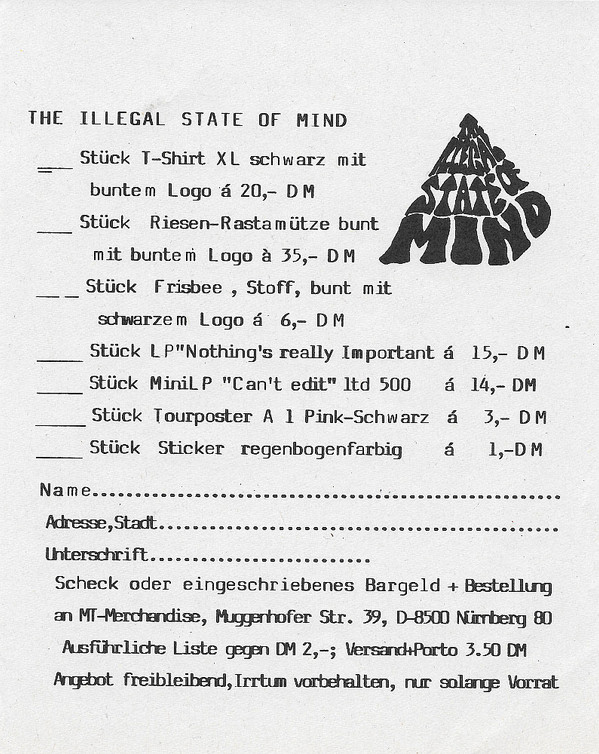 THE ILLEGAL STATE OF MIND
THE
ILLEGAL
STATE OF
MIND
___ Stück T-Shirt XL schwarz mit
buntem Logo á 20,- DM
___ Stück Riesen-Rastamütze bunt
mit buntem Logo à 35,- DM
___ Stück Frisbee , Stoff, bunt mit
schwarzem Logo á 6,- DM
____ Stück LP"Nothing's really Important á 15,- DM
____ Stück MiniLP "Can't edit" ltd 500 á 14,- DM
____ Stück Tourposter A 1 Pink-Schwarz á 3,- DM
____ Stück Sticker regenbogenfarbig á 1,-DM
Name.......................................................
Adresse,Stadt...............................................
Unterschrift..........................
Scheck oder eingeschriebenes Bargeld + Bestellung
an MT-Merchandise, Muggenhofer Str. 39, D-8500 Nürnberg 80
Ausführliche Liste gegen DM 2,-; Versand+Porto 3.50 DM
Angebot freibleibend,Irrtum vorbehalten, nur solange Vorrat